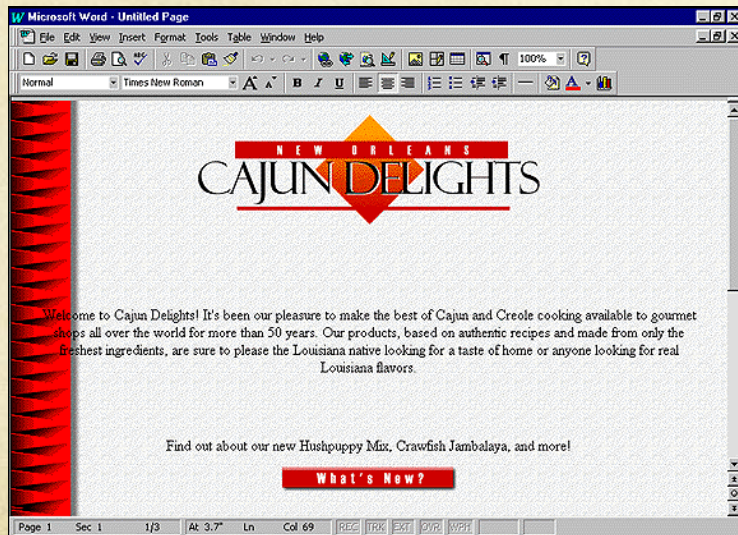 Microsoft Word - Untitled Page
File Edit View Insert Format Tools Table Window Help
100%
Normal Times New Roman A A B I U A
NEW ORLEANS
CAJUN DELIGHTS
Welcome to Cajun Delights! It's been our pleasure to make the best of Cajun and Creole cooking available to gourmet
shops all over the world for more than 50 years. Our products, based on authentic recipes and made from only the
freshest ingredients, are sure to please the Louisiana native looking for a taste of home or anyone looking for real
Louisiana flavors.
Find out about our new Hushpuppy Mix, Crawfish Jambalaya, and more!
What's New?
Page 1 Sec 1 1/3 At 3.7" Ln Col 69 REC TRK EXT OVR WPH